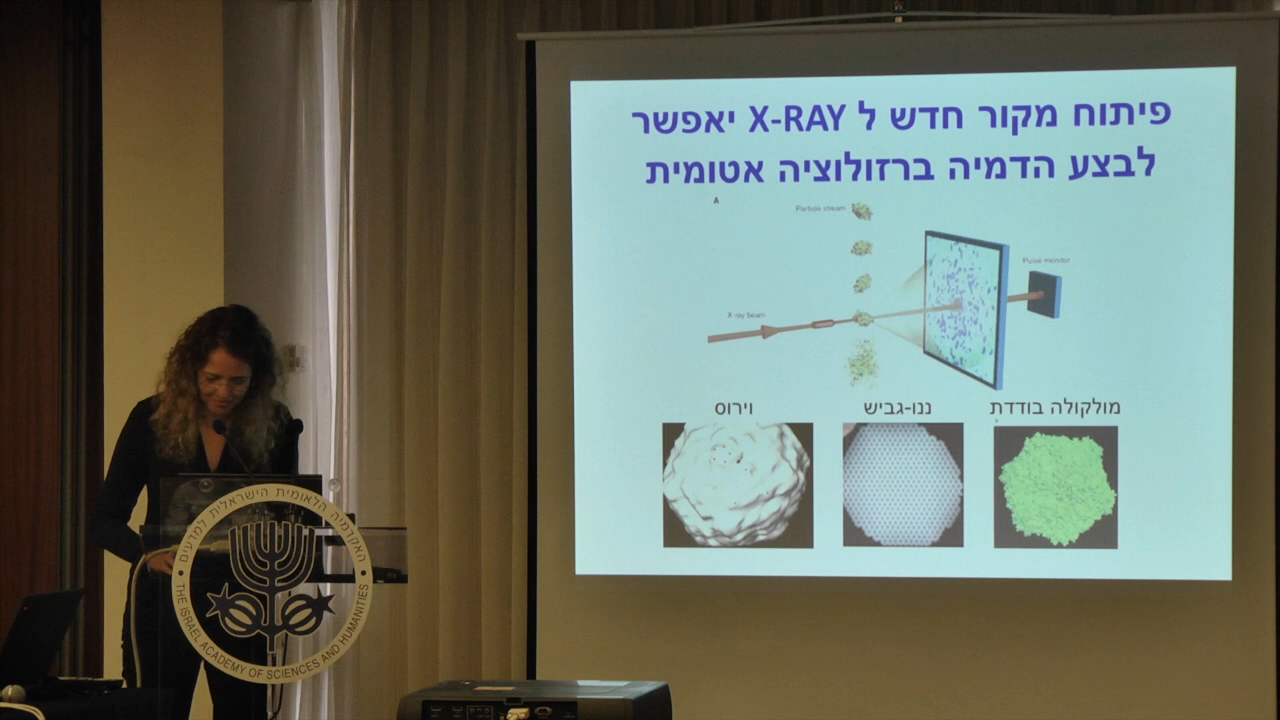 פיתוח מקור חדש ל X-RAY יאפשר
לבצע הדמיה ברזולוציה אטומית
A
Particle stream
Pulse monitor
X ray beam
וירוס
ננו-גביש
מולקולה בודדת
האקדמיה הלאומית הישראלית למדעים
THE ISRAEL ACADEMY OF SCIENCES AND HUMANITIES